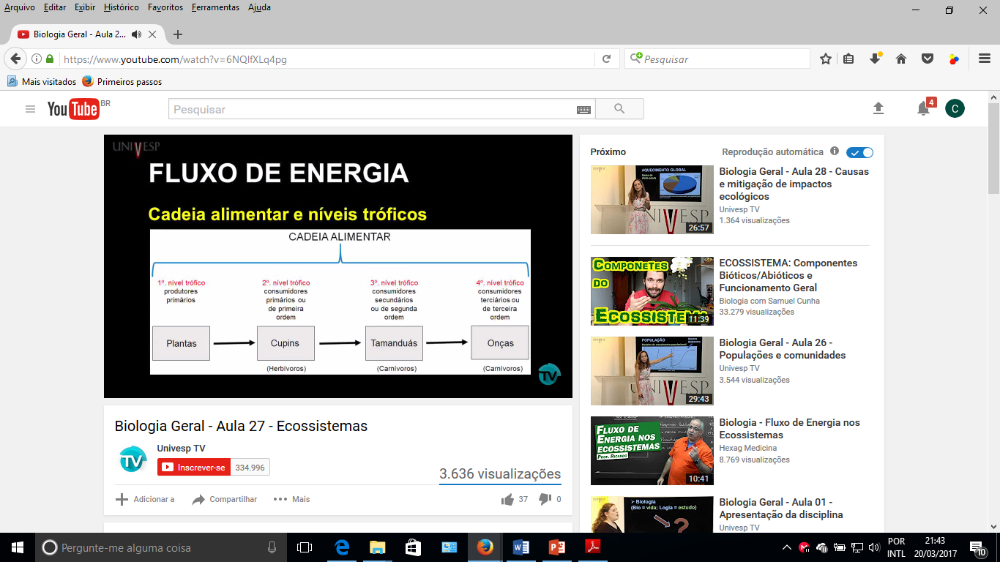 Arquivo Editar Exibir Histórico Favoritos Ferramentas Ajuda
Biologia Geral - Aula 2...
https://www.youtube.com/watch?v=6NQlfXLq4pg
Pesquisar
Mais visitados Primeiros passos
YouTube BR
Pesquisar
4
C
UNIVESP
FLUXO DE ENERGIA
Cadeia alimentar e níveis tróficos
CADEIA ALIMENTAR
1º. nível trófico
produtores
primários
2º. nível trófico
consumidores
primários ou
de primeira
ordem
3º. nível trófico
consumidores
secundários
ou de segunda
ordem
4º. nível trófico
consumidores
terciários ou
de terceira
ordem
Plantas
Cupins
Tamanduás
Onças
(Herbívoros)
(Carnívoros)
(Carnívoros)
TV
Biologia Geral - Aula 27 - Ecossistemas
TV
Univesp TV
Inscrever-se 334.996
3.636 visualizações
Adicionar a Compartilhar Mais
37 0
Próximo
Reprodução automática
AQUECIMENTO GLOBAL
UNIVESP
26:57
Biologia Geral - Aula 28 - Causas
e mitigação de impactos
ecológicos
Univesp TV
1.364 visualizações
COMPONETES
DO
ECOSSISTEMA
11:39
ECOSSISTEMA: Componentes
Bióticos/Abióticos e
Funcionamento Geral
Biologia com Samuel Cunha
33.279 visualizações
POPULAÇÃO
UNIVESP
29:43
Biologia Geral - Aula 26 -
Populações e comunidades
Univesp TV
3.544 visualizações
FLUXO DE
ENERGIA NOS
ECOSSISTEMAS
PROF. RICARDO
10:41
Biologia - Fluxo de Energia nos
Ecossistemas
Hexag Medicina
8.769 visualizações
Biologia
(Bio = vida; Logia = estudo)
?
Biologia Geral - Aula 01 -
Apresentação da disciplina
Univesp TV
Pergunte-me alguma coisa
POR
INTL
21:43
20/03/2017
10